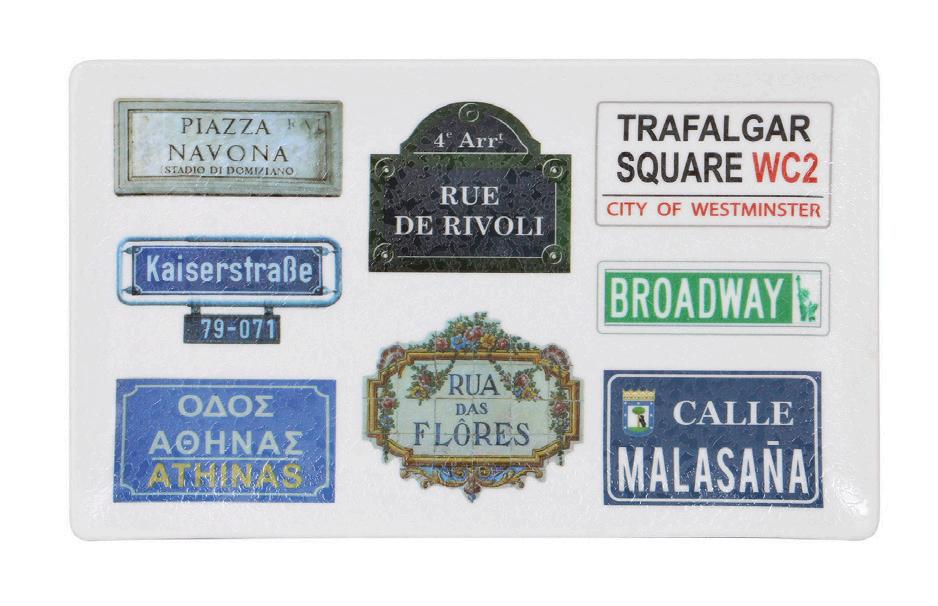 PIAZZA
NAVONA
(STADIO DI DOMIZIANO)
4e Arrt
RUE
DE RIVOLI
TRAFALGAR
SQUARE WC2
CITY OF WESTMINSTER
Kaiserstraße
79-071
BROADWAY
ΟΔΟΣ
ΑΘΗΝΑΣ
ATHINAS
RUA
DAS
FLÔRES
CALLE
MALASAÑA